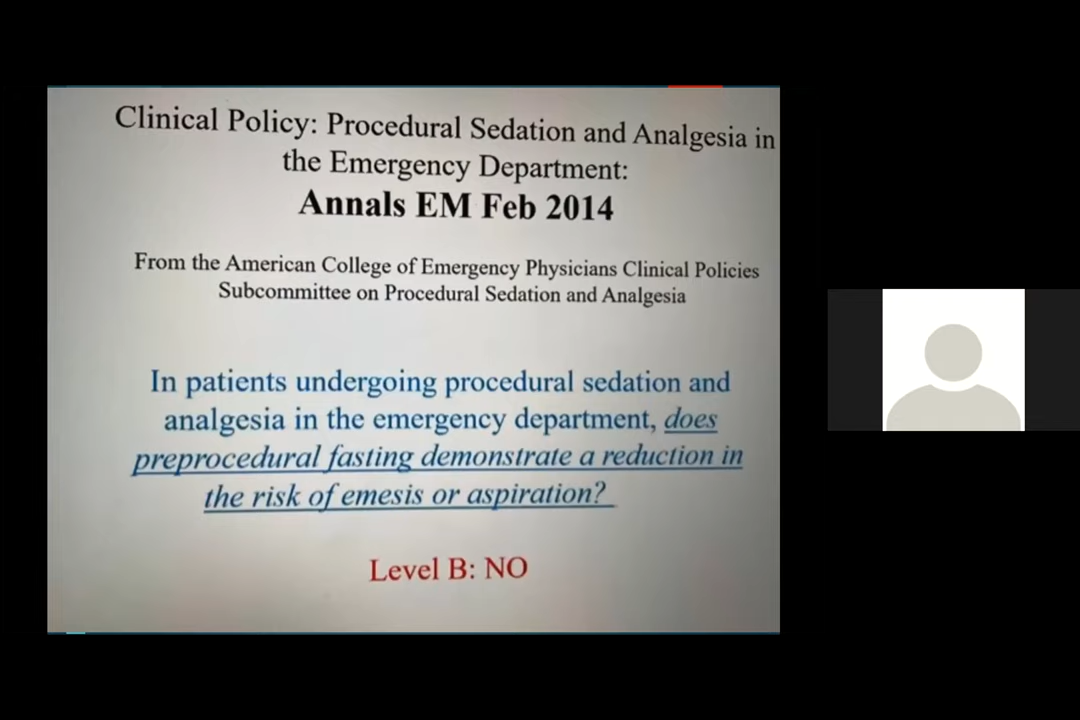 Clinical Policy: Procedural Sedation and Analgesia in
the Emergency Department:
Annals EM Feb 2014
From the American College of Emergency Physicians Clinical Policies
Subcommittee on Procedural Sedation and Analgesia
In patients undergoing procedural sedation and
analgesia in the emergency department, does
preprocedural fasting demonstrate a reduction in
the risk of emesis or aspiration?
Level B: NO